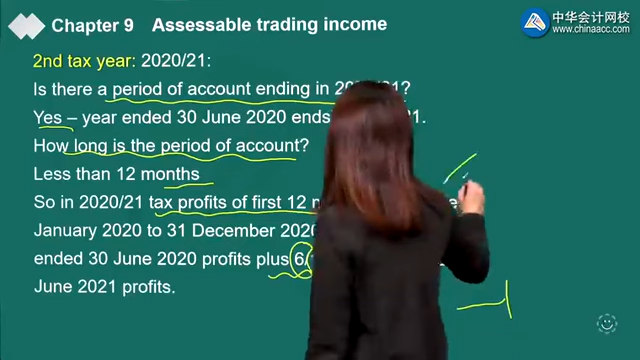 Chapter 9 Assessable trading income
中华会计网校
www.chinaacc.com
2nd tax year: 2020/21:
Is there a period of account ending in
Yes – year ended 30 June 2020 ends
How long is the period of account?
Less than 12 months
So in 2020/21 tax profits of first 12
January 2020 to 31 December 2020
ended 30 June 2020 profits plus 6/
June 2021 profits.